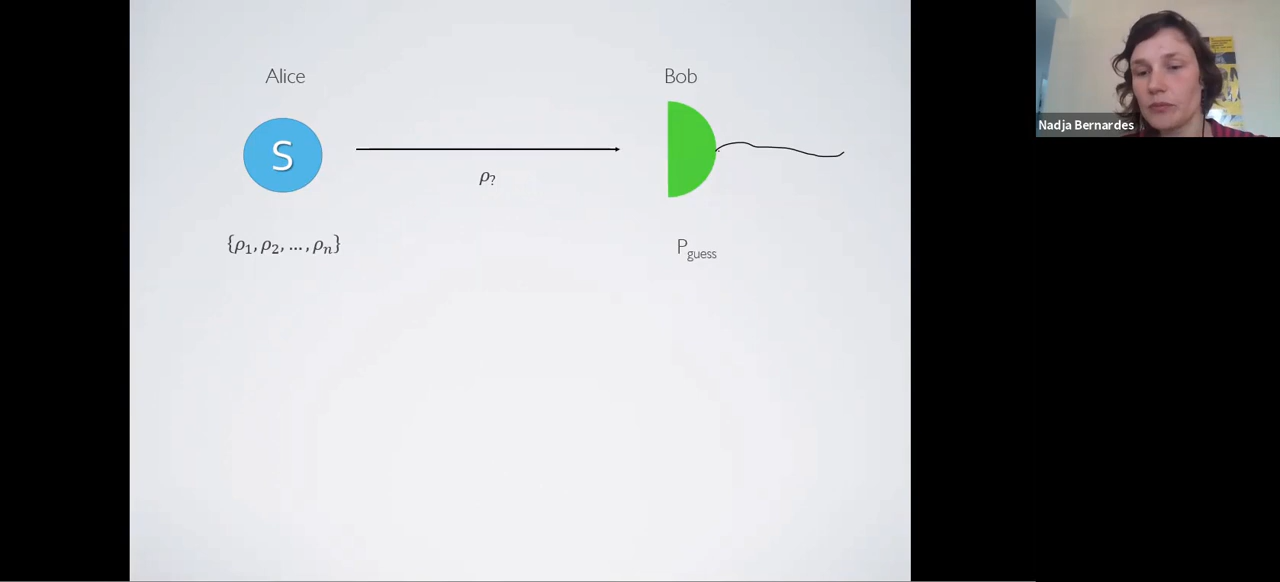 Alice
Bob
S
ρ?
{ρ1, ρ2, ..., ρn}
Pguess
Nadja Bernardes